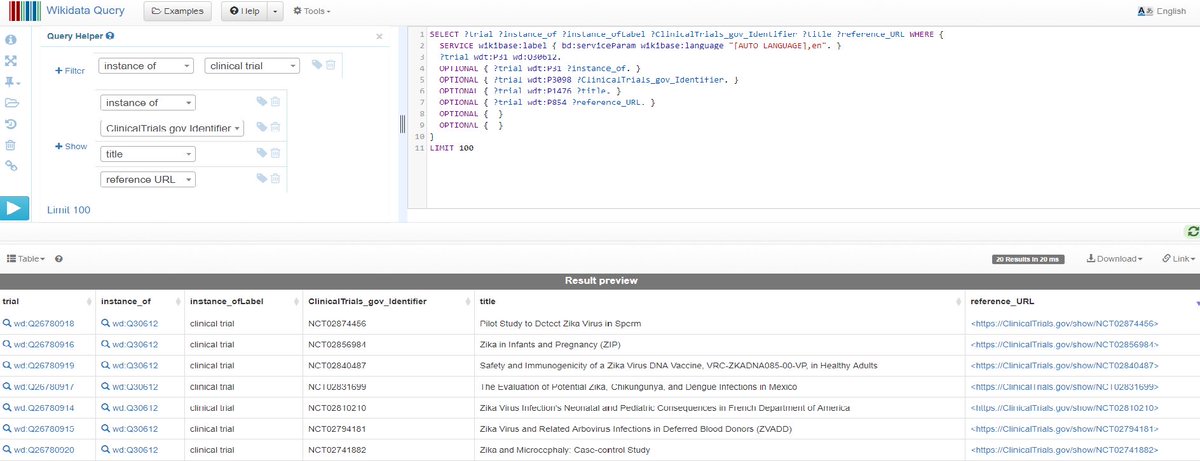 Wikidata Query Examples Help Tools English
Query Helper
Filter instance of clinical trial
instance of
ClinicalTrials gov Identifier
Show
title
reference URL
Limit 100
1 SELECT ?trial ?instance_of ?instance_ofLabel ?ClinicalTrials_gov_Identifier ?title ?reference_URL WHERE {
2 SERVICE wikibase:label { bd:serviceParam wikibase:language "[AUTO LANGUAGE],en". }
3 ?trial wdt:P31 wd:Q30612.
4 OPTIONAL { ?trial wdt:P31 ?instance_of. }
5 OPTIONAL { ?trial wdt:P3098 ?ClinicalTrials_gov_Identifier. }
6 OPTIONAL { ?trial wdt:P1476 ?title. }
7 OPTIONAL { ?trial wdt:P854 ?reference_URL. }
8 OPTIONAL { }
9 OPTIONAL { }
10 }
11 LIMIT 100
Table 20 Results in 20 ms Download Link
Result preview
trial instance_of instance_ofLabel ClinicalTrials_gov_Identifier title reference_URL
wd:Q26780918 wd:Q30612 clinical trial NCT02874456 Pilot Study to Detect Zika Virus in Sperm <https://ClinicalTrials.gov/show/NCT02874456>
wd:Q26780916 wd:Q30612 clinical trial NCT02856984 Zika in Infants and Pregnancy (ZIP) <https://ClinicalTrials.gov/show/NCT02856984>
wd:Q26780919 wd:Q30612 clinical trial NCT02840487 Safety and Immunogenicity of a Zika Virus DNA Vaccine, VRC-ZKADNA085-00-VP, in Healthy Adults <https://ClinicalTrials.gov/show/NCT02840487>
wd:Q26780917 wd:Q30612 clinical trial NCT02831699 The Evaluation of Potential Zika, Chikungunya, and Dengue Infections in Mexico <https://ClinicalTrials.gov/show/NCT02831699>
wd:Q26780914 wd:Q30612 clinical trial NCT02810210 Zika Virus Infection's Neonatal and Pediatric Consequences in French Department of America <https://ClinicalTrials.gov/show/NCT02810210>
wd:Q26780915 wd:Q30612 clinical trial NCT02794181 Zika Virus and Related Arbovirus Infections in Deferred Blood Donors (ZVADD) <https://ClinicalTrials.gov/show/NCT02794181>
wd:Q26780920 wd:Q30612 clinical trial NCT02741882 Zika and Microcephaly: Case-control Study <https://ClinicalTrials.gov/show/NCT02741882>